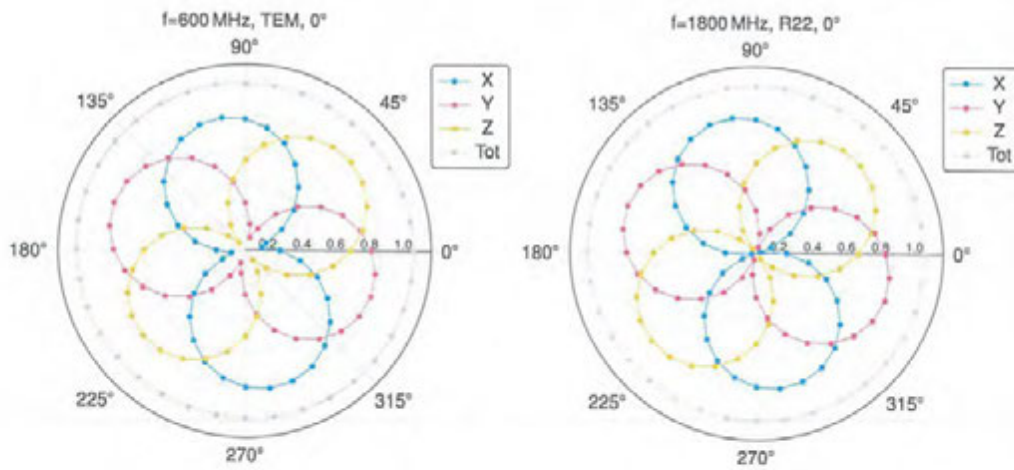 f=600 MHz, TEM, 0°
90°
135°
45°
180°
0.2 0.4 0.6 0.8 1.0
0°
225°
315°
270°
X
Y
Z
Tot
f=1800 MHz, R22, 0°
90°
135°
45°
180°
0.2 0.4 0.6 0.8 1.0
0°
225°
315°
270°
X
Y
Z
Tot